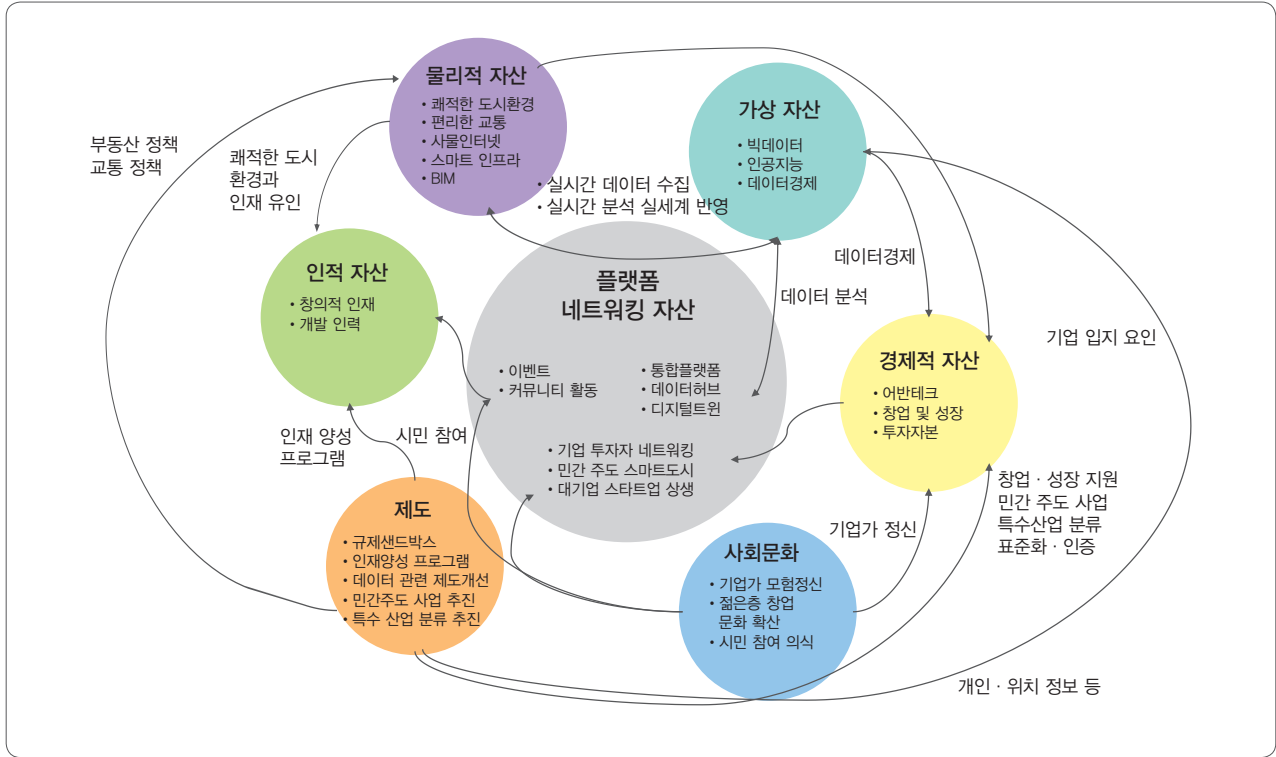 물리적 자산
• 쾌적한 도시환경
• 편리한 교통
• 사물인터넷
• 스마트 인프라
• BIM
가상 자산
• 빅데이터
• 인공지능
• 데이터경제
부동산 정책
교통 정책
쾌적한 도시
환경과
인재 유인
• 실시간 데이터 수집
• 실시간 분석 실세계 반영
인적 자산
• 창의적 인재
• 개발 인력
플랫폼
네트워킹 자산
• 이벤트
• 커뮤니티 활동
• 통합플랫폼
• 데이터허브
• 디지털트윈
• 기업 투자자 네트워킹
• 민간 주도 스마트도시
• 대기업 스타트업 상생
데이터경제
데이터 분석
기업 입지 요인
경제적 자산
• 어반테크
• 창업 및 성장
• 투자자본
인재 양성
프로그램
시민 참여
제도
• 규제샌드박스
• 인재양성 프로그램
• 데이터 관련 제도개선
• 민간주도 사업 추진
• 특수 산업 분류 추진
사회문화
• 기업가 모험정신
• 젊은층 창업
문화 확산
• 시민 참여 의식
기업가 정신
창업 · 성장 지원
민간 주도 사업
특수산업 분류
표준화 · 인증
개인 · 위치 정보 등